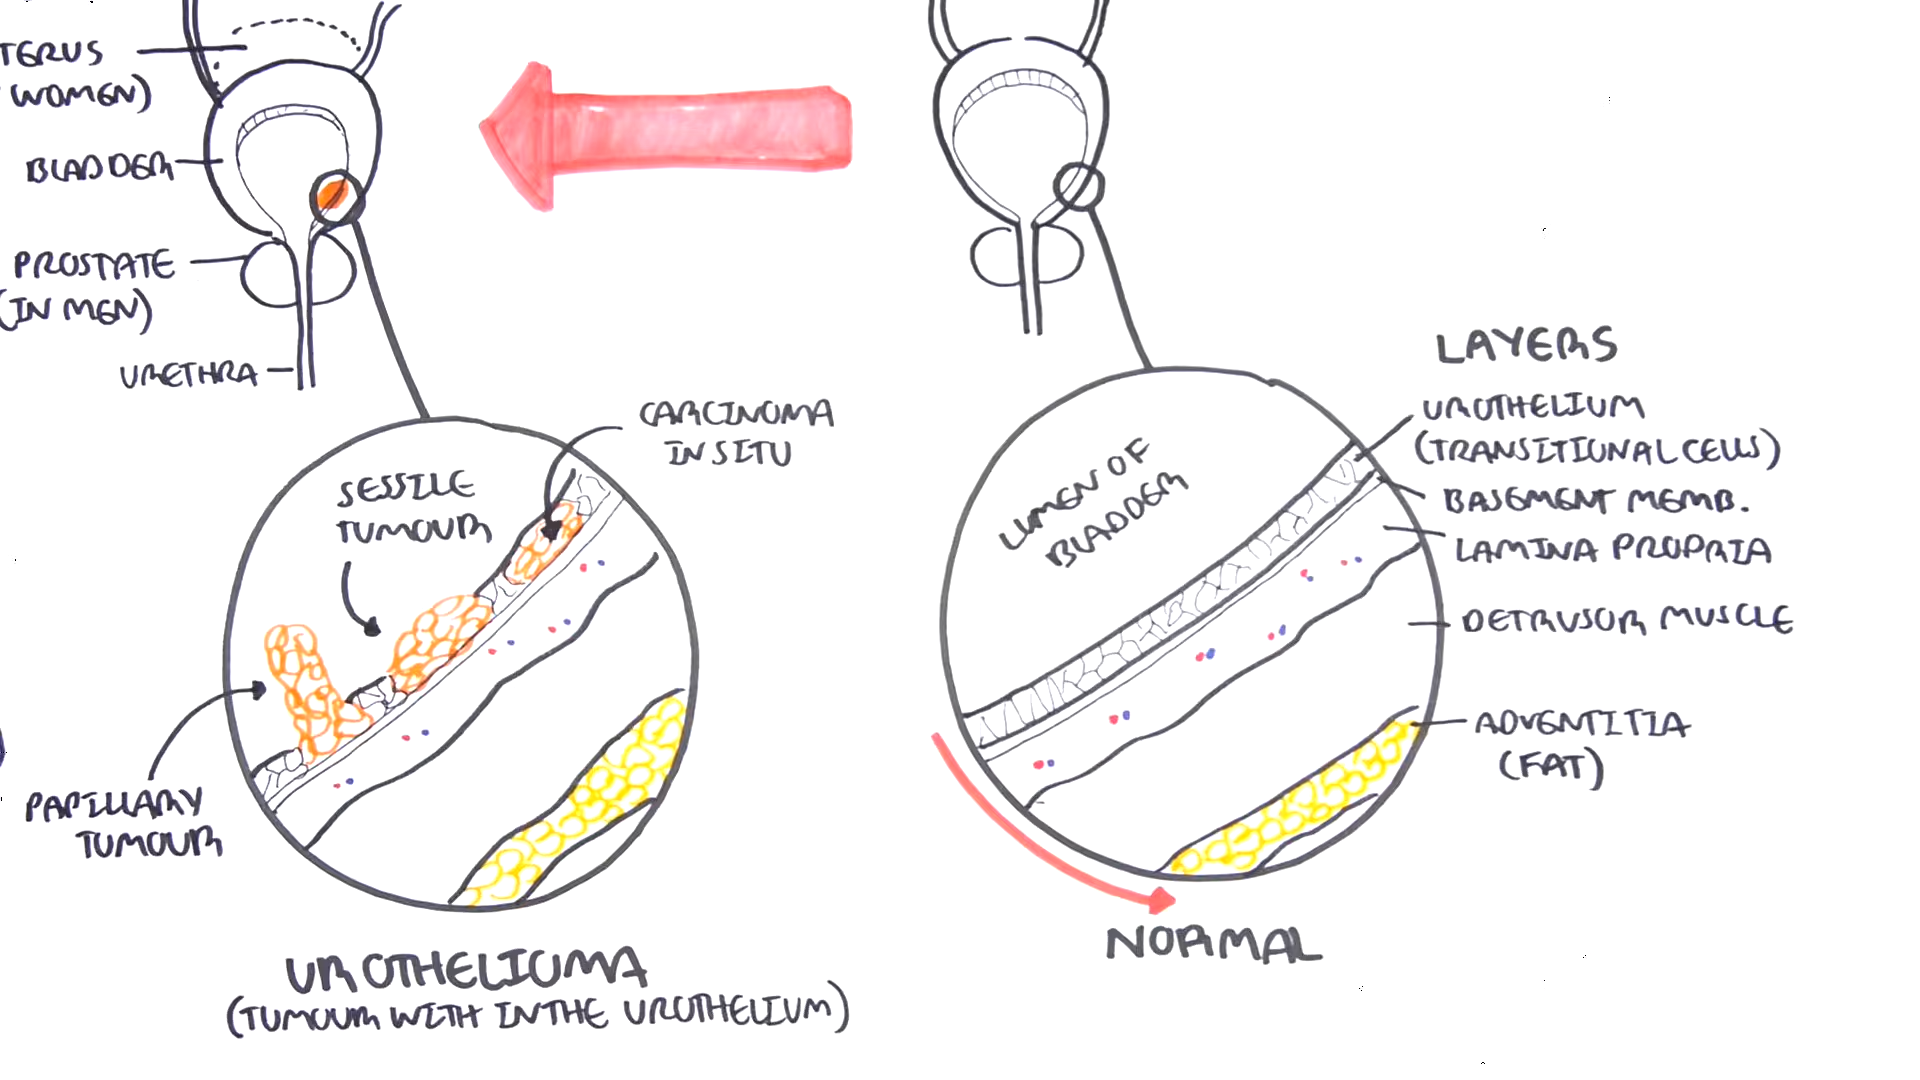 TERUS
WOMEN)
BLADDER
PROSTATE
(IN MEN)
URETHRA
CARCINOMA
IN SITU
SESSILE
TUMOUR
PAPILLARY
TUMOUR
UROTHELIOMA
(TUMOUR WITH IN THE UROTHELIUM)
LUMEN OF
BLADDER
LAYERS
UROTHELIUM
(TRANSITIONAL CELLS)
BASEMENT MEMB.
LAMINA PROPRIA
DETRUSOR MUSCLE
ADVENTITIA
(FAT)
NORMAL